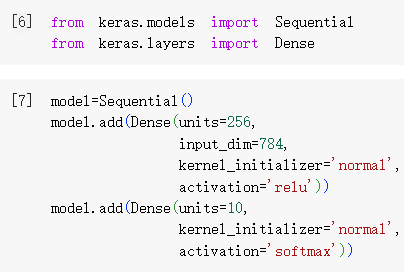 [6] from keras.models import Sequential
from keras.layers import Dense
[7] model=Sequential()
model.add(Dense(units=256,
input_dim=784,
kernel_initializer='normal',
activation='relu'))
model.add(Dense(units=10,
kernel_initializer='normal',
activation='softmax'))